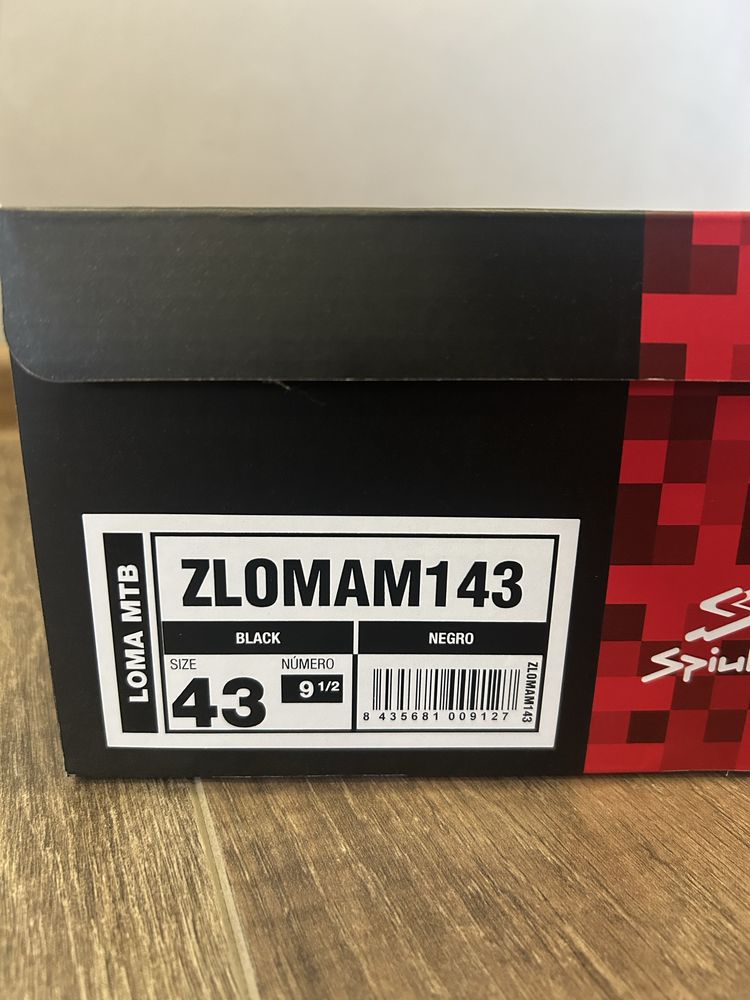 LOMA MTB
ZLOMAM143
BLACK
NEGRO
SIZE
43
NÚMERO
9 1/2
8 435681 009127
ZLOMAM143